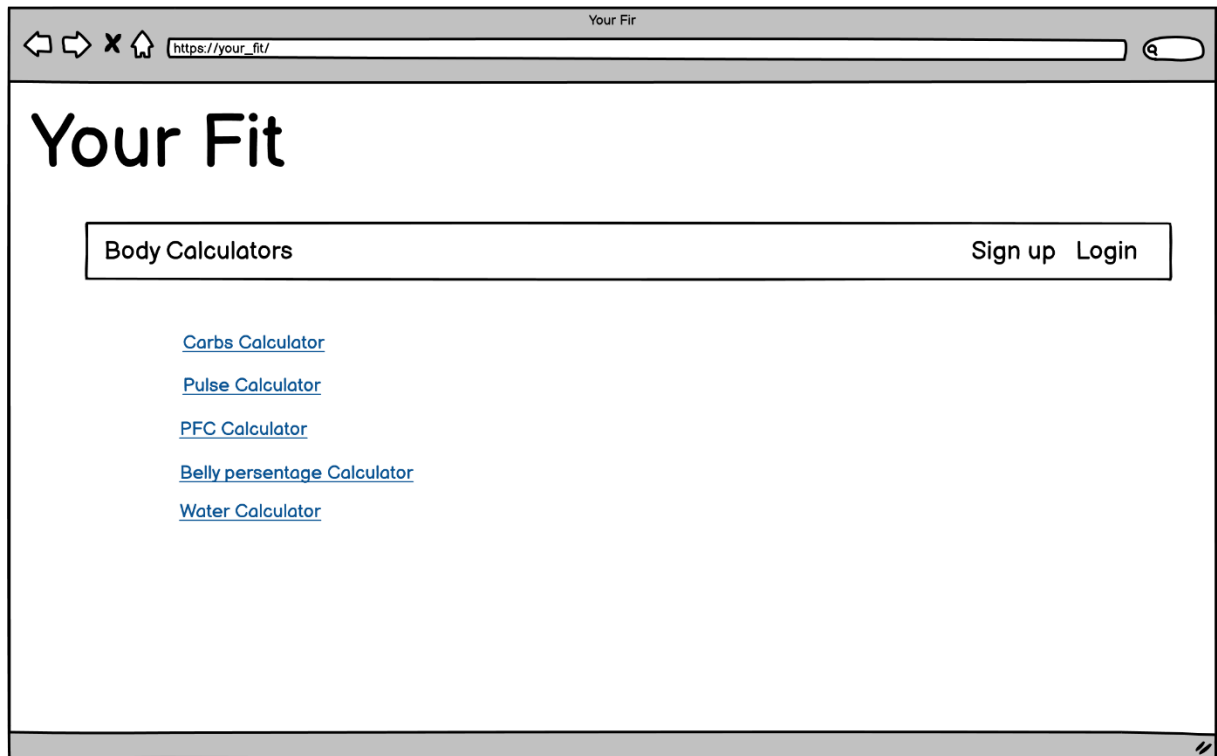 Your Fir
https://your_fit/
Your Fit
Body Calculators Sign up Login
Carbs Calculator
Pulse Calculator
PFC Calculator
Belly persentage Calculator
Water Calculator